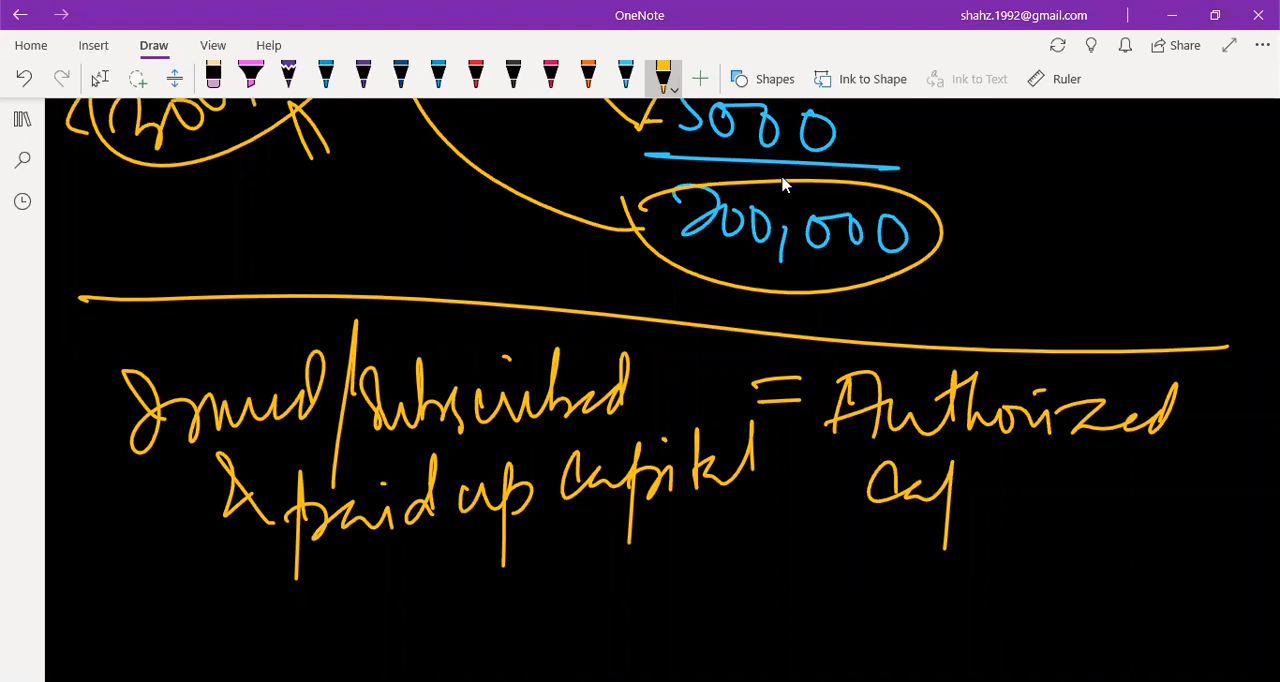 OneNote
shahz.1992@gmail.com
Home Insert Draw View Help
Share
Shapes Ink to Shape Ink to Text Ruler
000
200,000
Issued/Subscribed = Authorized
& paid up capital Cap